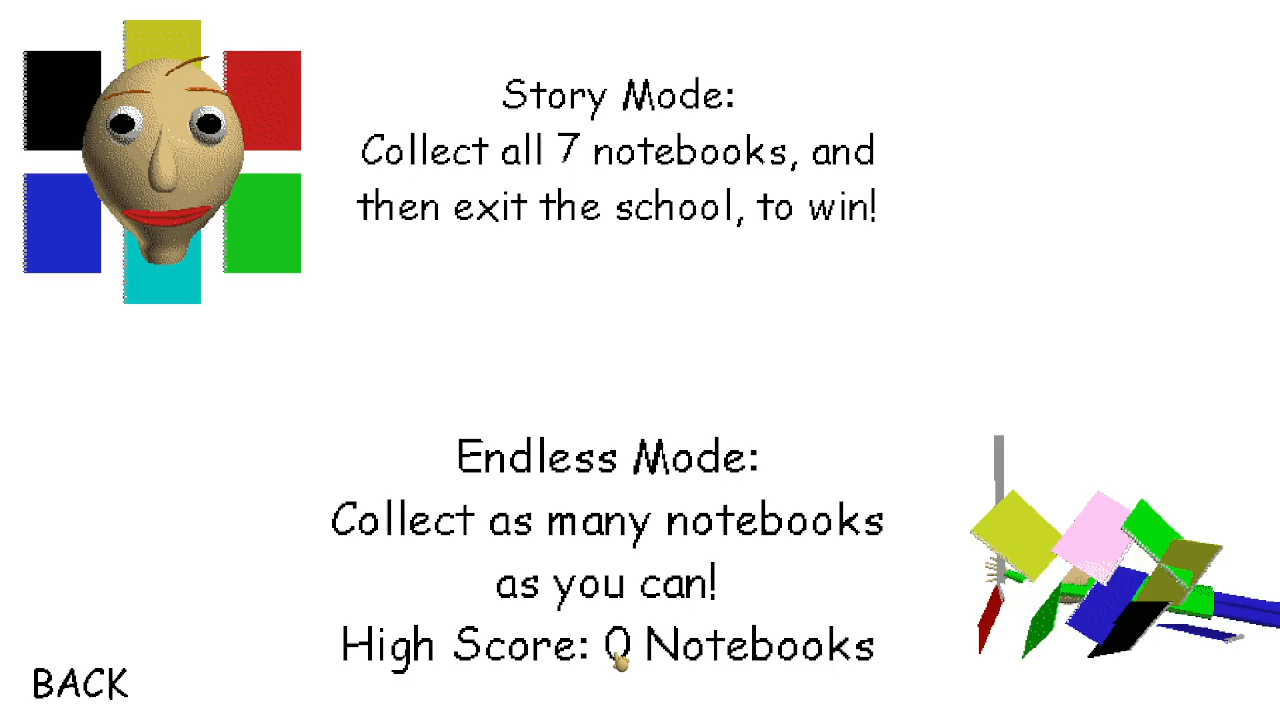 Story Mode:
Collect all 7 notebooks, and
then exit the school, to win!
Endless Mode:
Collect as many notebooks
as you can!
High Score: 0 Notebooks
BACK